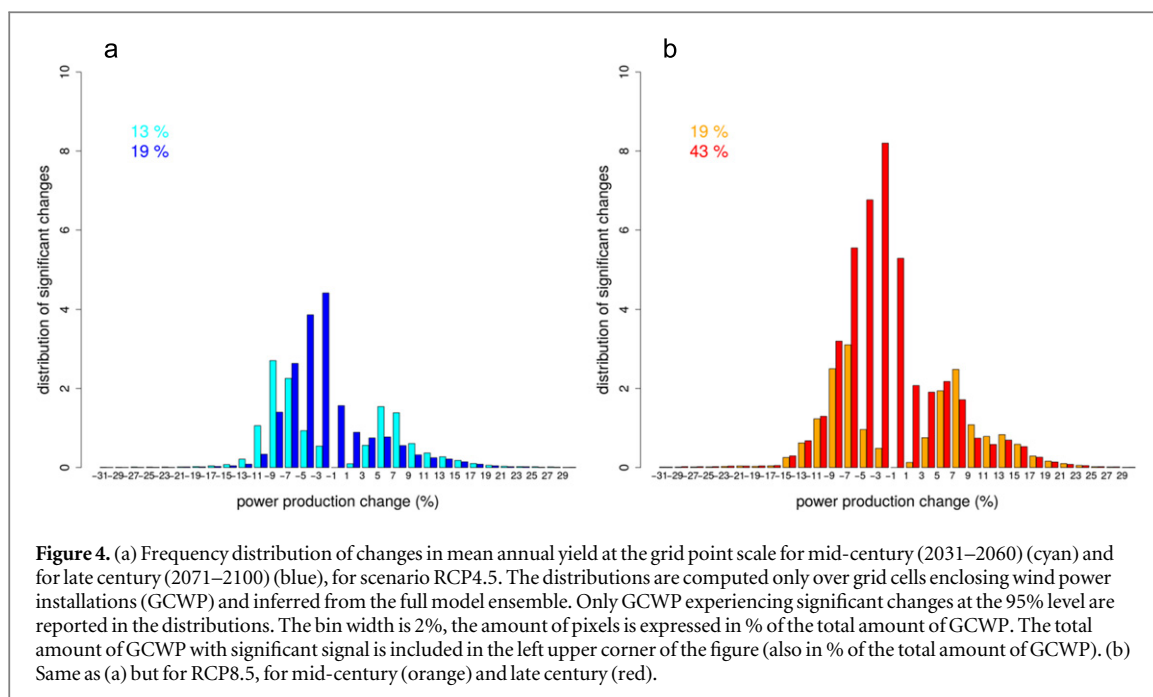 a
10
8
6
4
2
0
distribution of significant changes
13 %
19 %
−31−29−27−25−23−21−19−17−15−13−11 −9 −7 −5 −3 −1 1 3 5 7 9 11 13 15 17 19 21 23 25 27 29
power production change (%)
b
10
8
6
4
2
0
distribution of significant changes
19 %
43 %
−31−29−27−25−23−21−19−17−15−13−11 −9 −7 −5 −3 −1 1 3 5 7 9 11 13 15 17 19 21 23 25 27 29
power production change (%)
Figure 4. (a) Frequency distribution of changes in mean annual yield at the grid point scale for mid-century (2031–2060) (cyan) and
for late century (2071–2100) (blue), for scenario RCP4.5. The distributions are computed only over grid cells enclosing wind power
installations (GCWP) and inferred from the full model ensemble. Only GCWP experiencing significant changes at the 95% level are
reported in the distributions. The bin width is 2%, the amount of pixels is expressed in % of the total amount of GCWP. The total
amount of GCWP with significant signal is included in the left upper corner of the figure (also in % of the total amount of GCWP). (b)
Same as (a) but for RCP8.5, for mid-century (orange) and late century (red).